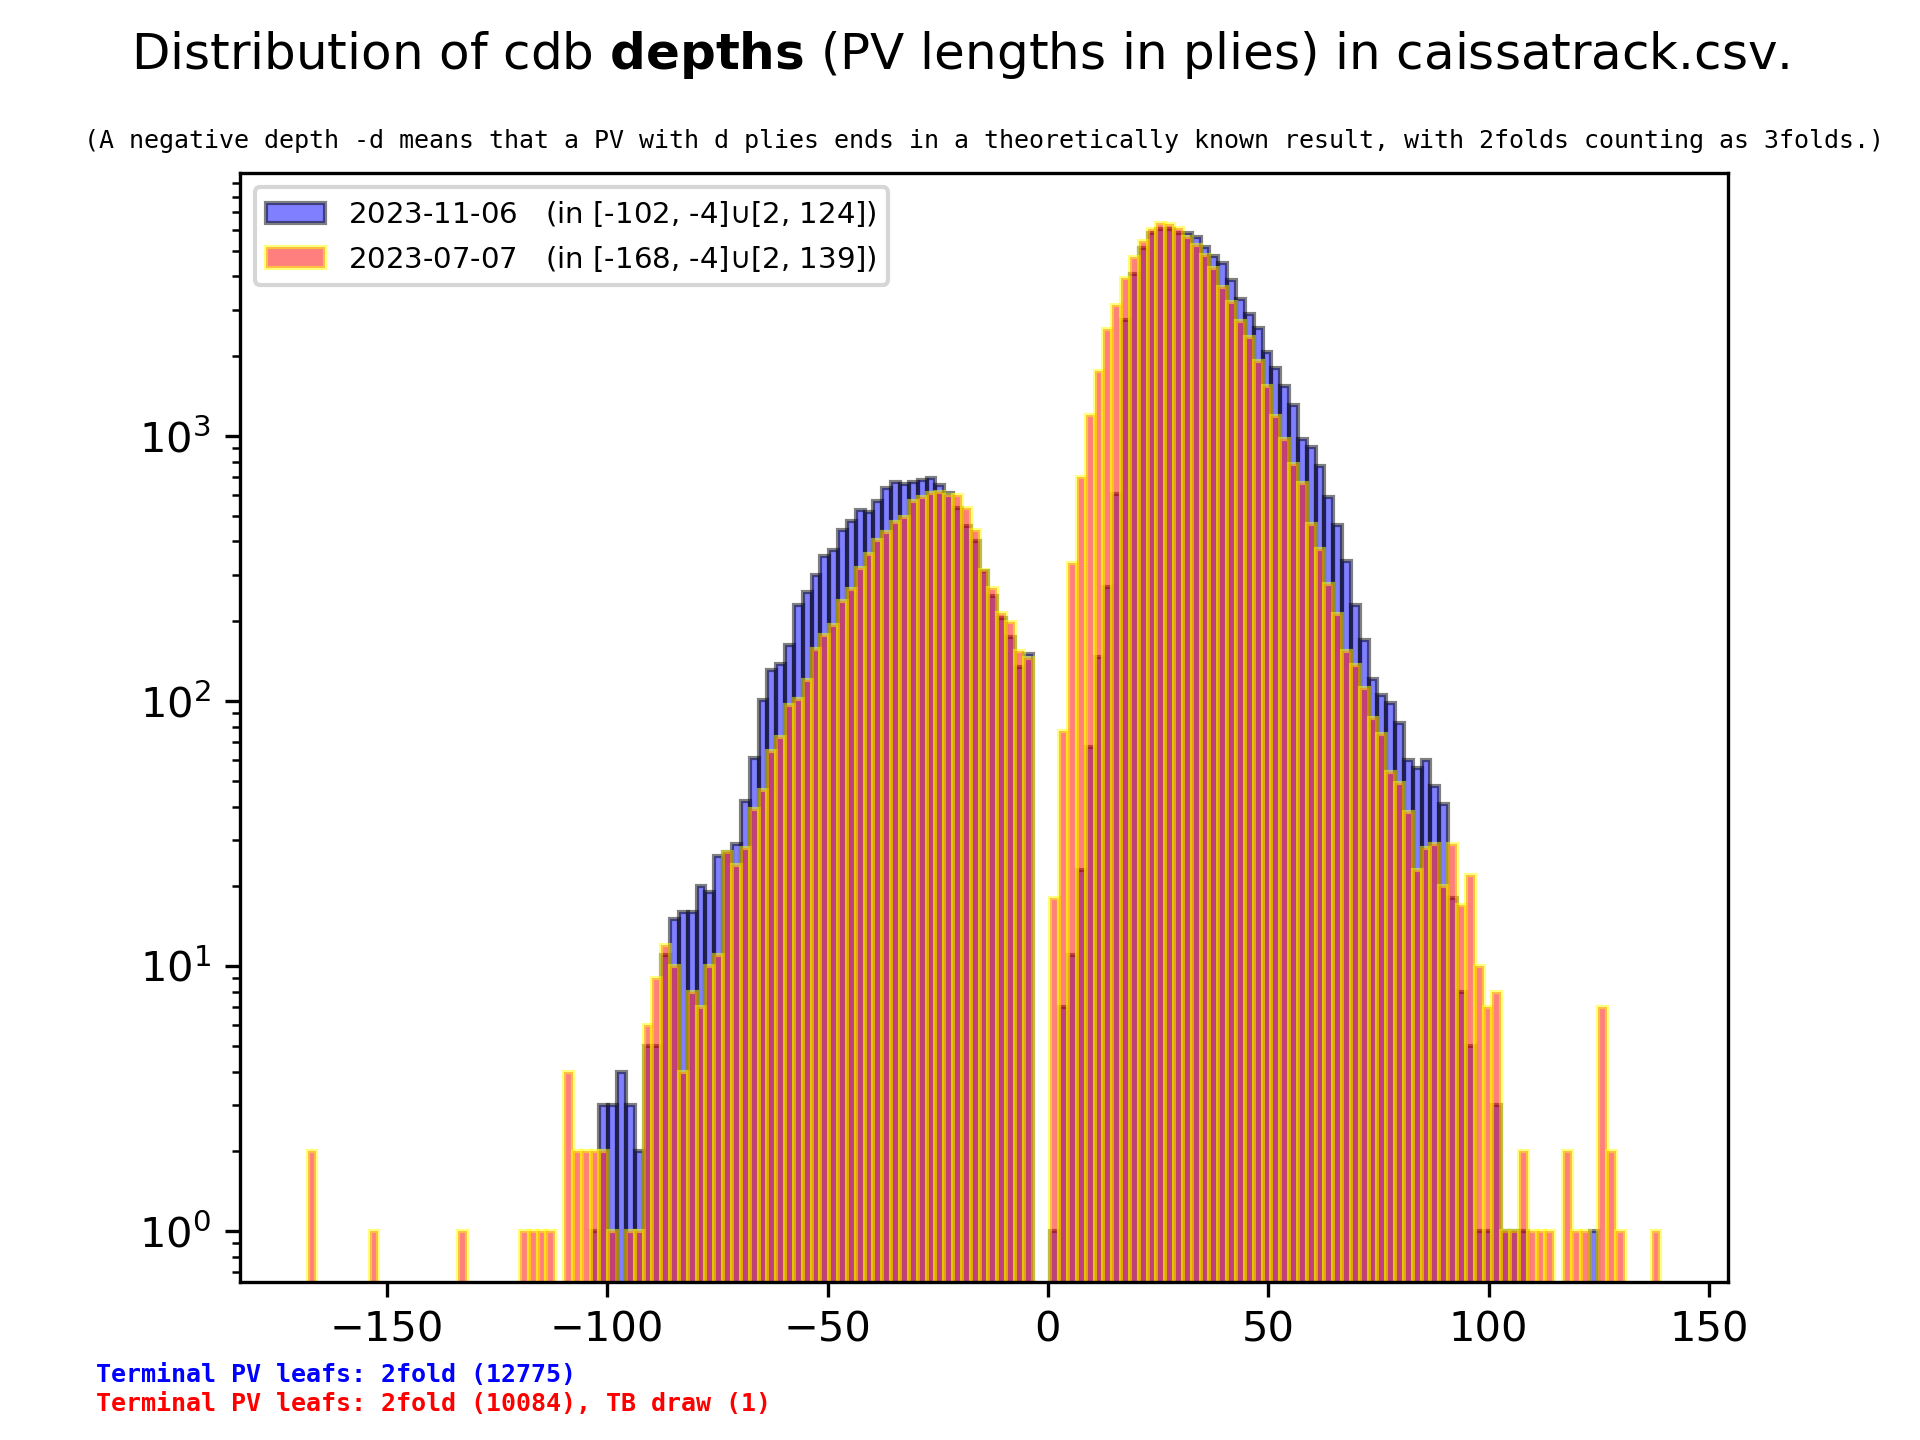 Distribution of cdb depths (PV lengths in plies) in caissatrack.csv.
(A negative depth -d means that a PV with d plies ends in a theoretically known result, with 2folds counting as 3folds.)
2023-11-06 (in [-102, -4]∪[2, 124])
2023-07-07 (in [-168, -4]∪[2, 139])
10³
10²
10¹
10⁰
−150 −100 −50 0 50 100 150
Terminal PV leafs: 2fold (12775)
Terminal PV leafs: 2fold (10084), TB draw (1)